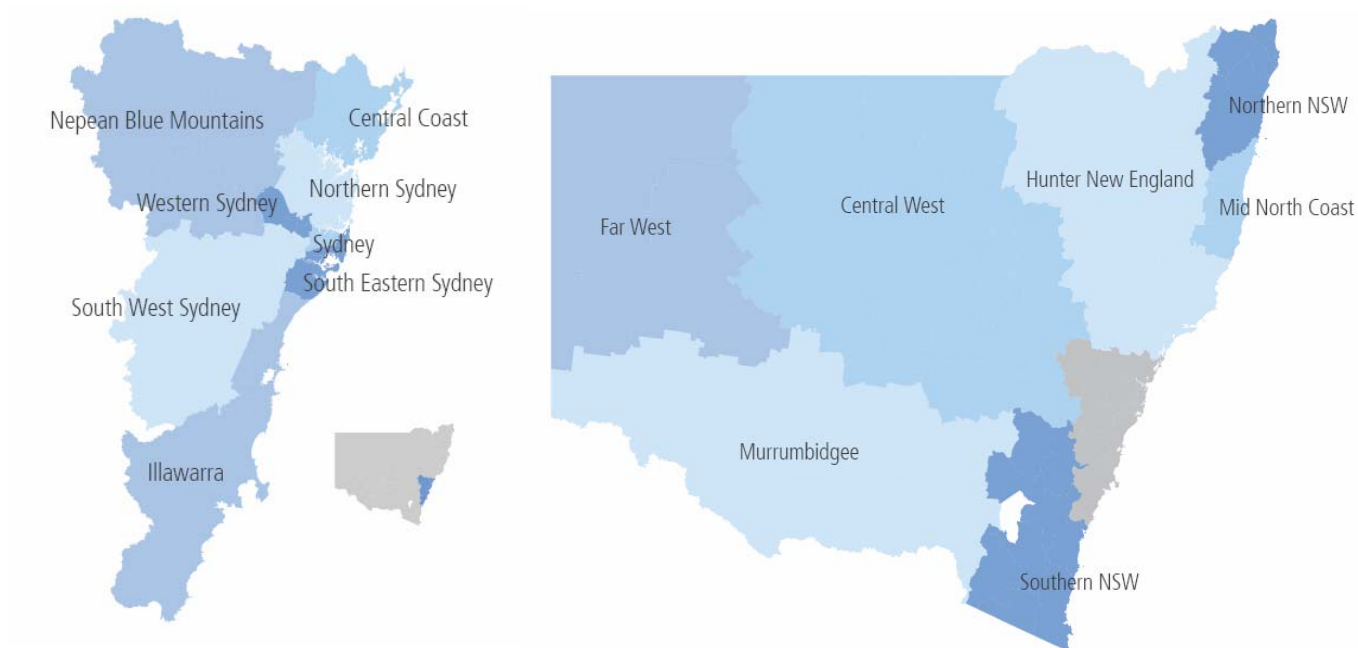 Nepean Blue Mountains
Central Coast
Northern Sydney
Western Sydney
Sydney
South Eastern Sydney
South West Sydney
Illawarra
Northern NSW
Hunter New England
Mid North Coast
Central West
Far West
Murrumbidgee
Southern NSW